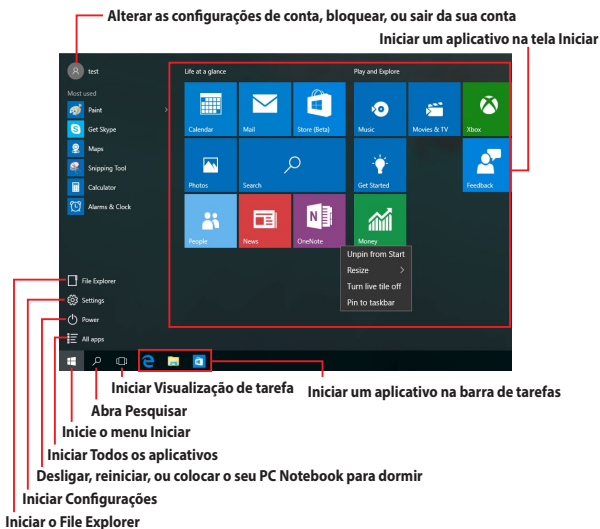 Alterar as configurações de conta, bloquear, ou sair da sua conta
Iniciar um aplicativo na tela Iniciar
test
Life at a glance
Play and Explore
Most used
Paint
Get Skype
Maps
Snipping Tool
Calculator
Alarms & Clock
Calendar
Mail
Store (Beta)
Music
Movies & TV
Xbox
Photos
Search
Get Started
Feedback
People
News
OneNote
Money
Unpin from Start
Resize
Turn live tile off
Pin to taskbar
File Explorer
Settings
Power
All apps
Iniciar Visualização de tarefa
Iniciar um aplicativo na barra de tarefas
Abra Pesquisar
Inicie o menu Iniciar
Iniciar Todos os aplicativos
Desligar, reiniciar, ou colocar o seu PC Notebook para dormir
Iniciar Configurações
Iniciar o File Explorer